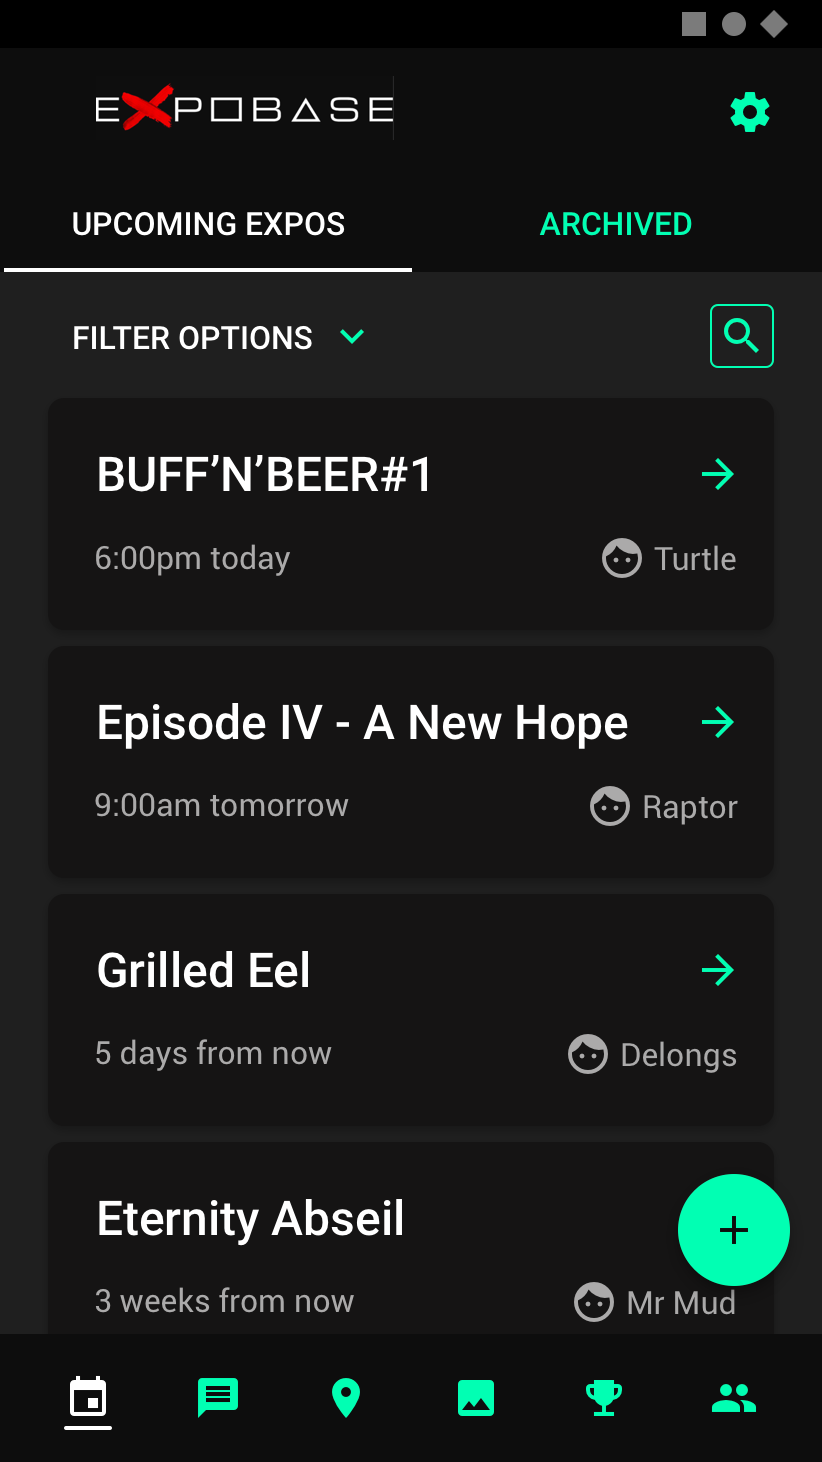 EXPOBASE
UPCOMING EXPOS
ARCHIVED
FILTER OPTIONS
BUFF’N’BEER#1
6:00pm today
Turtle
Episode IV - A New Hope
9:00am tomorrow
Raptor
Grilled Eel
5 days from now
Delongs
Eternity Abseil
3 weeks from now
Mr Mud